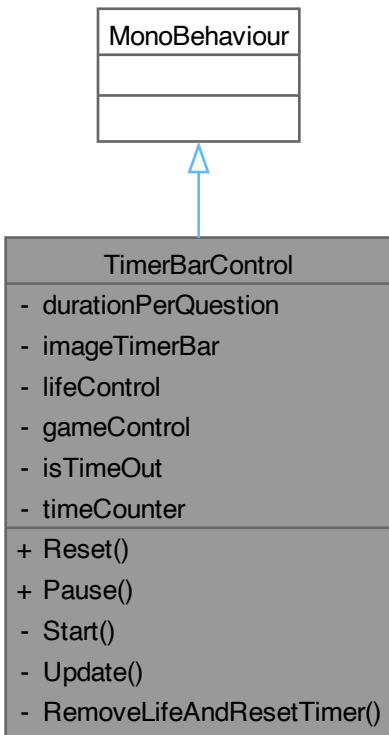 MonoBehaviour
TimerBarControl
- durationPerQuestion
- imageTimerBar
- lifeControl
- gameControl
- isTimeOut
- timeCounter
+ Reset()
+ Pause()
- Start()
- Update()
- RemoveLifeAndResetTimer()